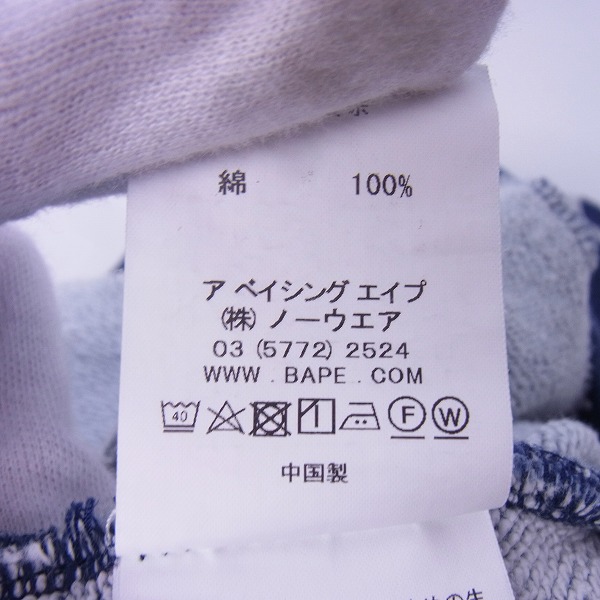 綿 100%
ア ベイシング エイプ
(株) ノーウエア
03 (5772) 2524
WWW . BAPE . COM
40 F W
中国製